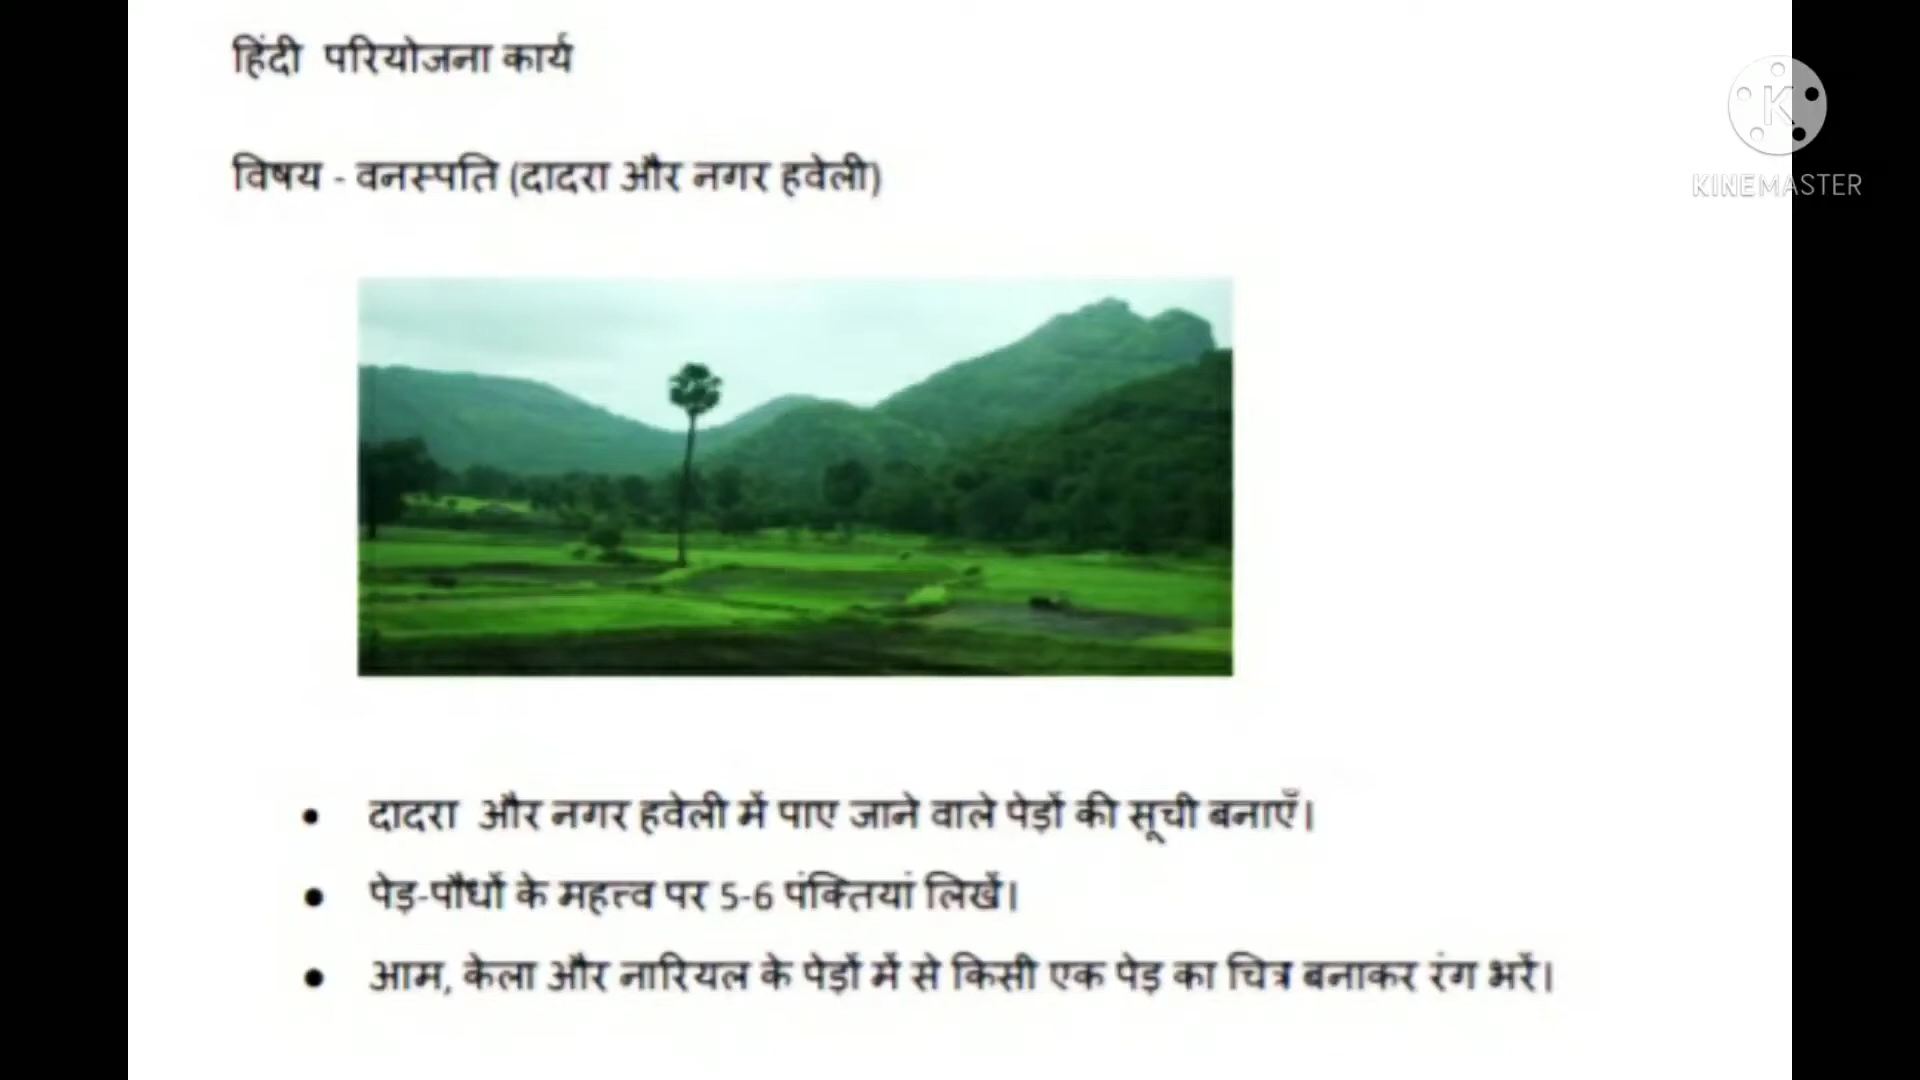 हिंदी परियोजना कार्य
KINEMASTER
विषय - वनस्पति (दादरा और नगर हवेली)
• दादरा और नगर हवेली में पाए जाने वाले पेड़ों की सूची बनाएँ।
• पेड़-पौधों के महत्त्व पर 5-6 पंक्तियां लिखें।
• आम, केला और नारियल के पेड़ों में से किसी एक पेड़ का चित्र बनाकर रंग भरें।